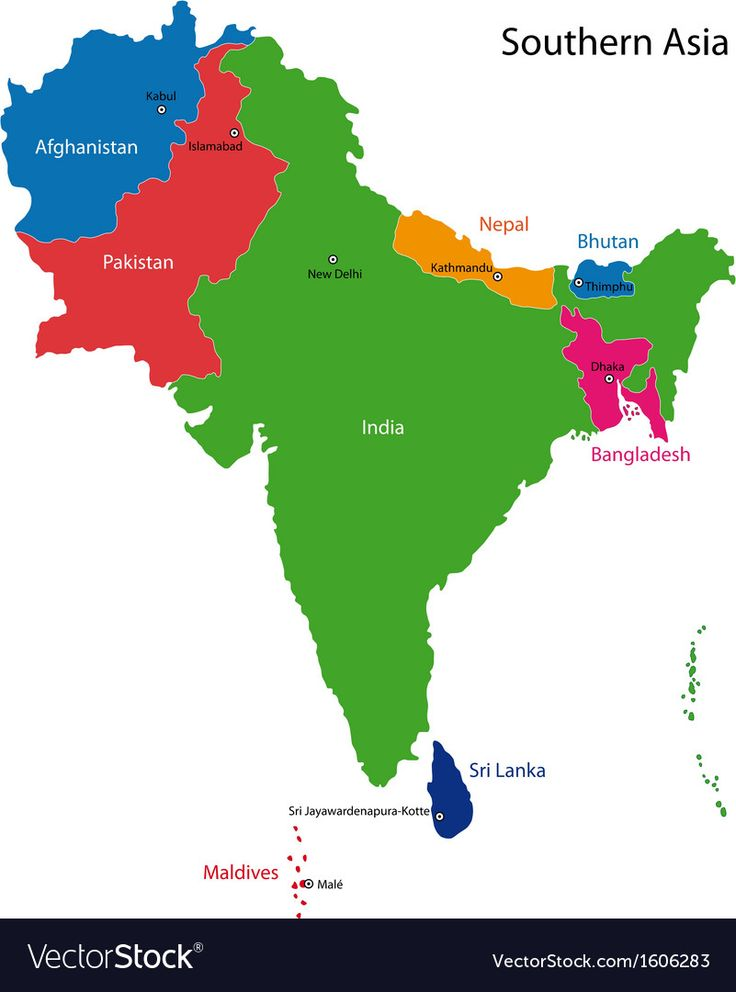 Southern Asia
Kabul
Afghanistan
Islamabad
Pakistan
Nepal
Bhutan
Kathmandu
New Delhi
Thimphu
Dhaka
India
Bangladesh
Sri Lanka
Sri Jayawardenapura-Kotte
Maldives
Malé
VectorStock®
VectorStock.com/1606283